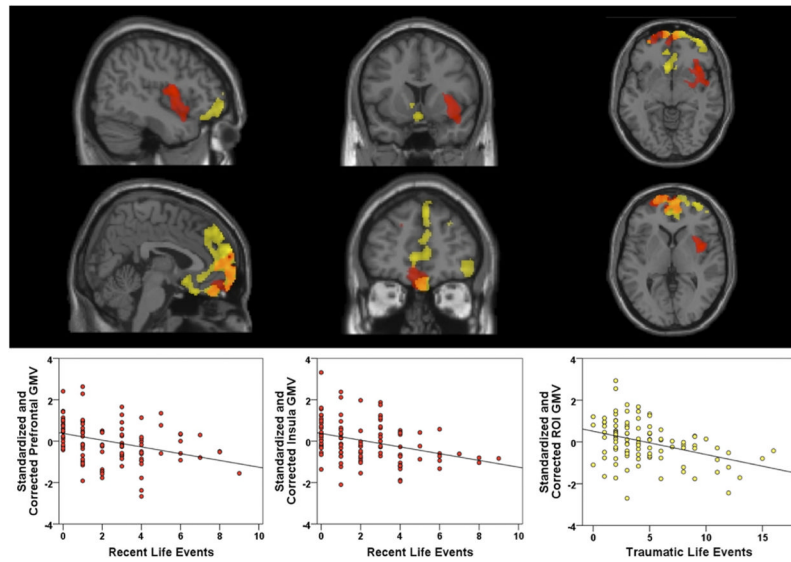 4
2
0
-2
-4
Standardized and
Corrected Prefrontal GMV
0 2 4 6 8 10
Recent Life Events
4
2
0
-2
-4
Standardized and
Corrected Insula GMV
0 2 4 6 8 10
Recent Life Events
4
2
0
-2
-4
Standardized and
Corrected ROI GMV
0 5 10 15
Traumatic Life Events